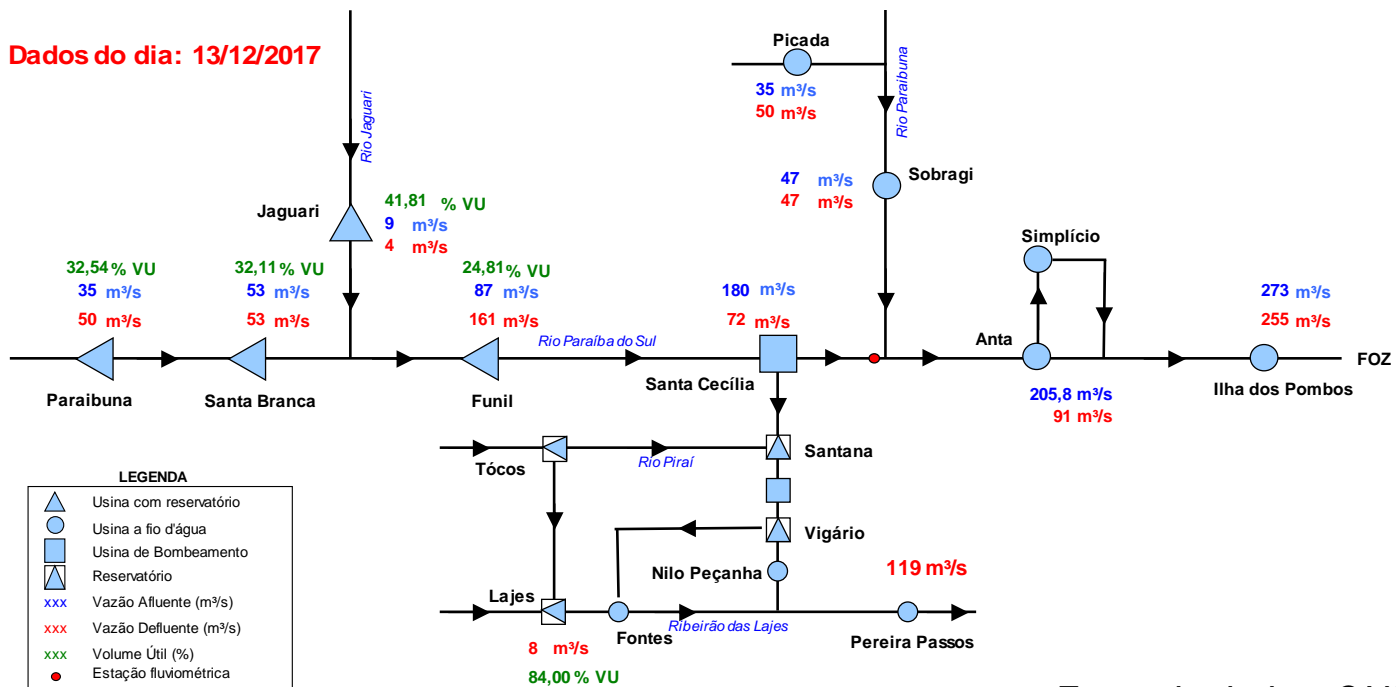 Dados do dia: 13/12/2017
Picada
35 m³/s
50 m³/s
Rio Paraibuna
Rio Jaguari
Sobragi
47 m³/s
47 m³/s
Jaguari
41,81 % VU
9 m³/s
4 m³/s
Simplício
32,54 % VU
35 m³/s
50 m³/s
32,11 % VU
53 m³/s
53 m³/s
24,81 % VU
87 m³/s
161 m³/s
180 m³/s
72 m³/s
273 m³/s
255 m³/s
Rio Paraíba do Sul
Anta
FOZ
Paraibuna
Santa Branca
Funil
Santa Cecília
Ilha dos Pombos
205,8 m³/s
91 m³/s
Tócos
Rio Piraí
Santana
Vigário
Nilo Peçanha
119 m³/s
Lajes
Fontes
Ribeirão das Lajes
Pereira Passos
8 m³/s
84,00 % VU
LEGENDA
Usina com reservatório
Usina a fio d'água
Usina de Bombeamento
Reservatório
xxx Vazão Afluente (m³/s)
xxx Vazão Defluente (m³/s)
xxx Volume Útil (%)
Estação fluviométrica